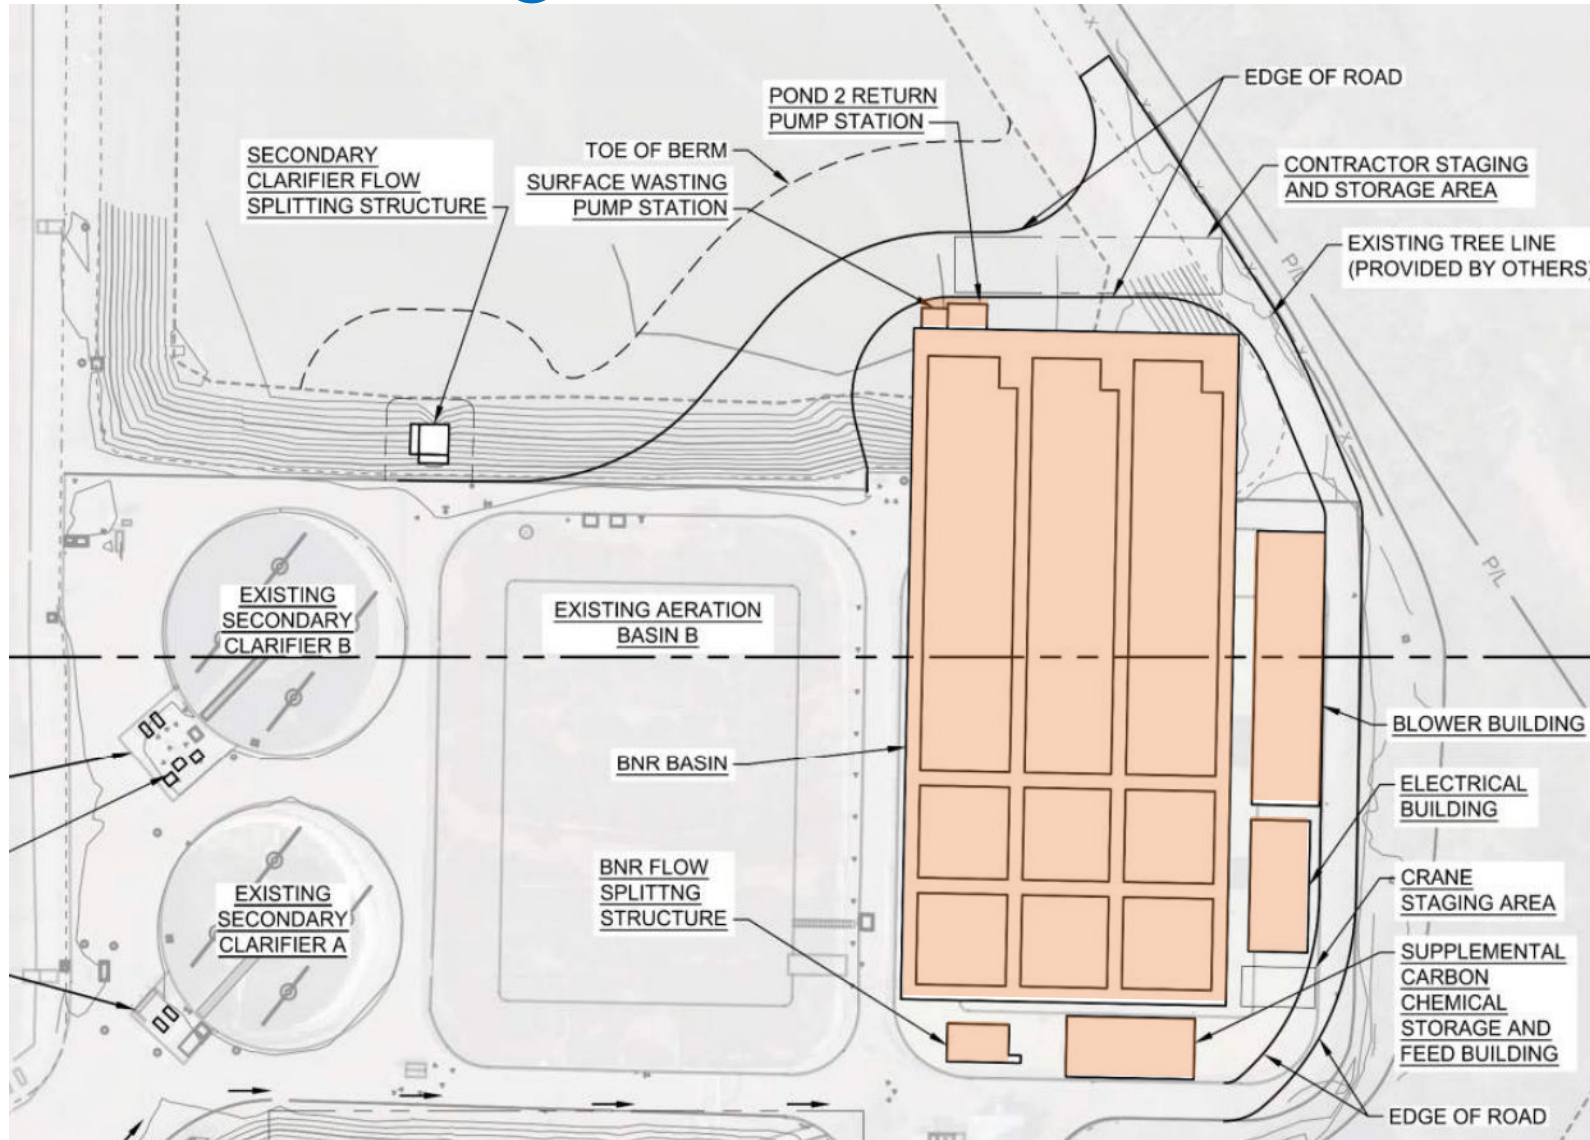 EDGE OF ROAD
POND 2 RETURN
PUMP STATION
TOE OF BERM
SECONDARY
CLARIFIER FLOW
SPLITTING STRUCTURE
SURFACE WASTING
PUMP STATION
CONTRACTOR STAGING
AND STORAGE AREA
EXISTING TREE LINE
(PROVIDED BY OTHERS)
P/L
X
X
X
X
X
X
P/L
EXISTING
SECONDARY
CLARIFIER B
EXISTING AERATION
BASIN B
BNR BASIN
BLOWER BUILDING
ELECTRICAL
BUILDING
BNR FLOW
SPLITTNG
STRUCTURE
CRANE
STAGING AREA
EXISTING
SECONDARY
CLARIFIER A
SUPPLEMENTAL
CARBON
CHEMICAL
STORAGE AND
FEED BUILDING
EDGE OF ROAD